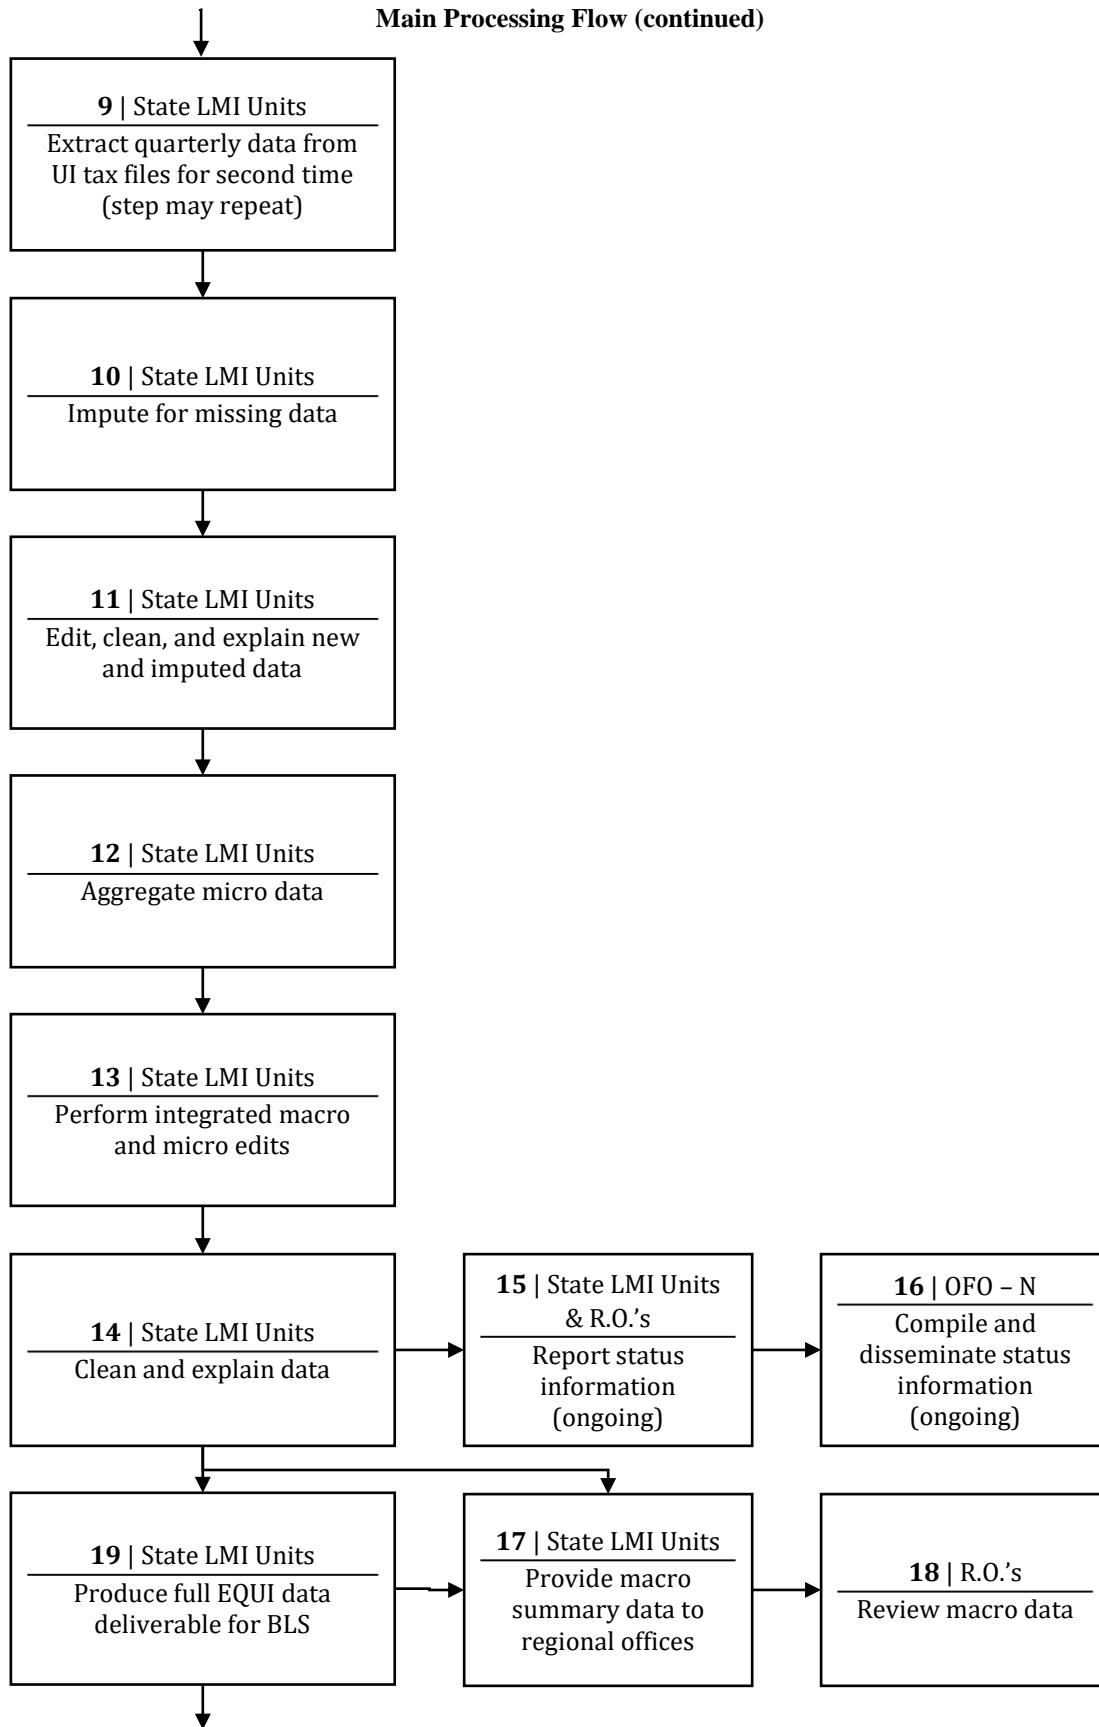 Main Processing Flow (continued)
9 | State LMI Units
Extract quarterly data from
UI tax files for second time
(step may repeat)
10 | State LMI Units
Impute for missing data
11 | State LMI Units
Edit, clean, and explain new
and imputed data
12 | State LMI Units
Aggregate micro data
13 | State LMI Units
Perform integrated macro
and micro edits
14 | State LMI Units
Clean and explain data
15 | State LMI Units
& R.O.’s
Report status
information
(ongoing)
16 | OFO – N
Compile and
disseminate status
information
(ongoing)
19 | State LMI Units
Produce full EQUI data
deliverable for BLS
17 | State LMI Units
Provide macro
summary data to
regional offices
18 | R.O.’s
Review macro data